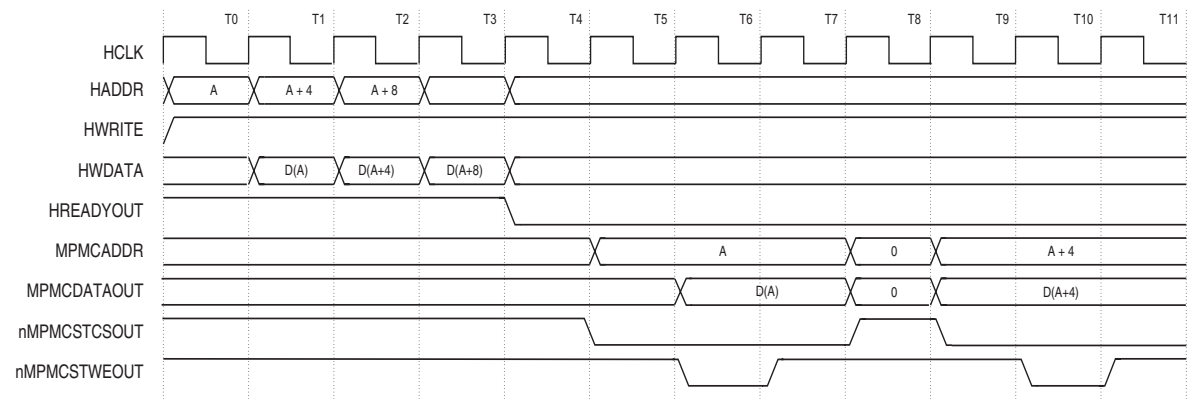 T0 T1 T2 T3 T4 T5 T6 T7 T8 T9 T10 T11
HCLK
HADDR A A + 4 A + 8
HWRITE
HWDATA D(A) D(A+4) D(A+8)
HREADYOUT
MPMCADDR A 0 A + 4
MPMCDATAOUT D(A) 0 D(A+4)
nMPMCSTCSOUT
nMPMCSTWEOUT